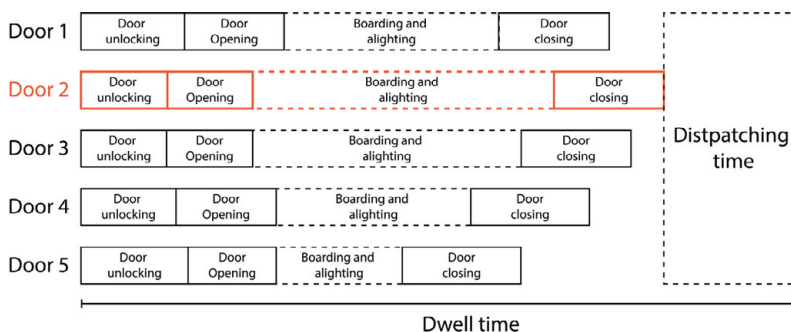 Door 1
Door unlocking
Door Opening
Boarding and alighting
Door closing
Door 2
Door unlocking
Door Opening
Boarding and alighting
Door closing
Door 3
Door unlocking
Door Opening
Boarding and alighting
Door closing
Distpatching time
Door 4
Door unlocking
Door Opening
Boarding and alighting
Door closing
Door 5
Door unlocking
Door Opening
Boarding and alighting
Door closing
Dwell time